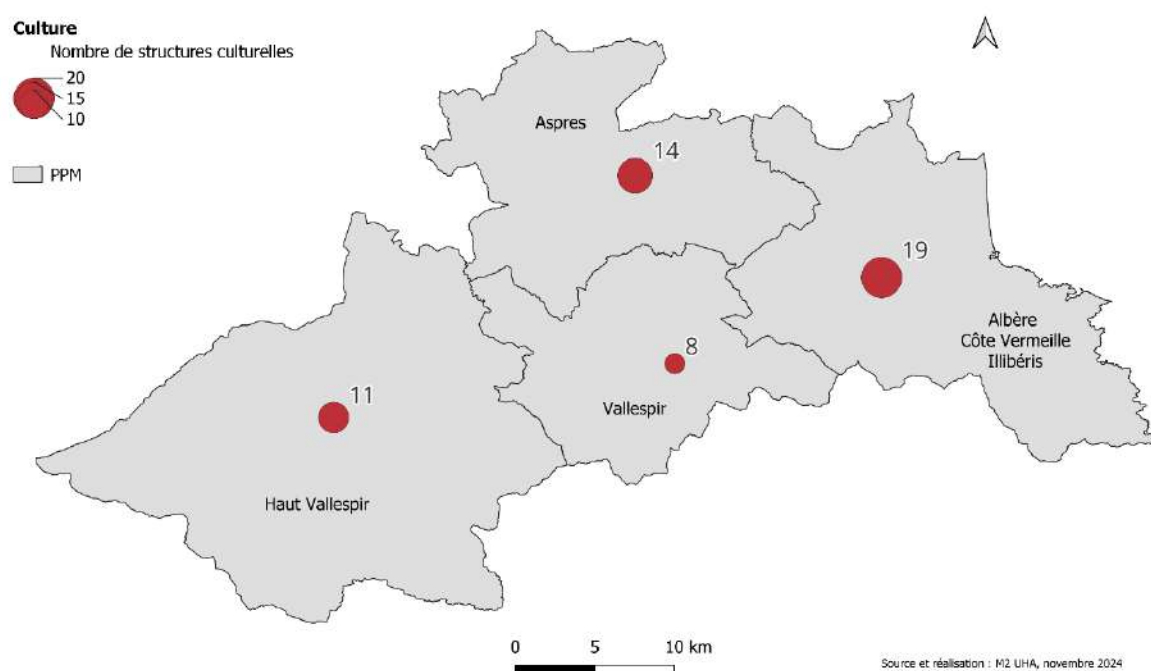 Culture
Nombre de structures culturelles
20
15
10
PPM
Aspres
14
19
Albère
Côte Vermeille
Illibéris
8
Vallespir
11
Haut Vallespir
0 5 10 km
Source et réalisation : M2 UHA, novembre 2024